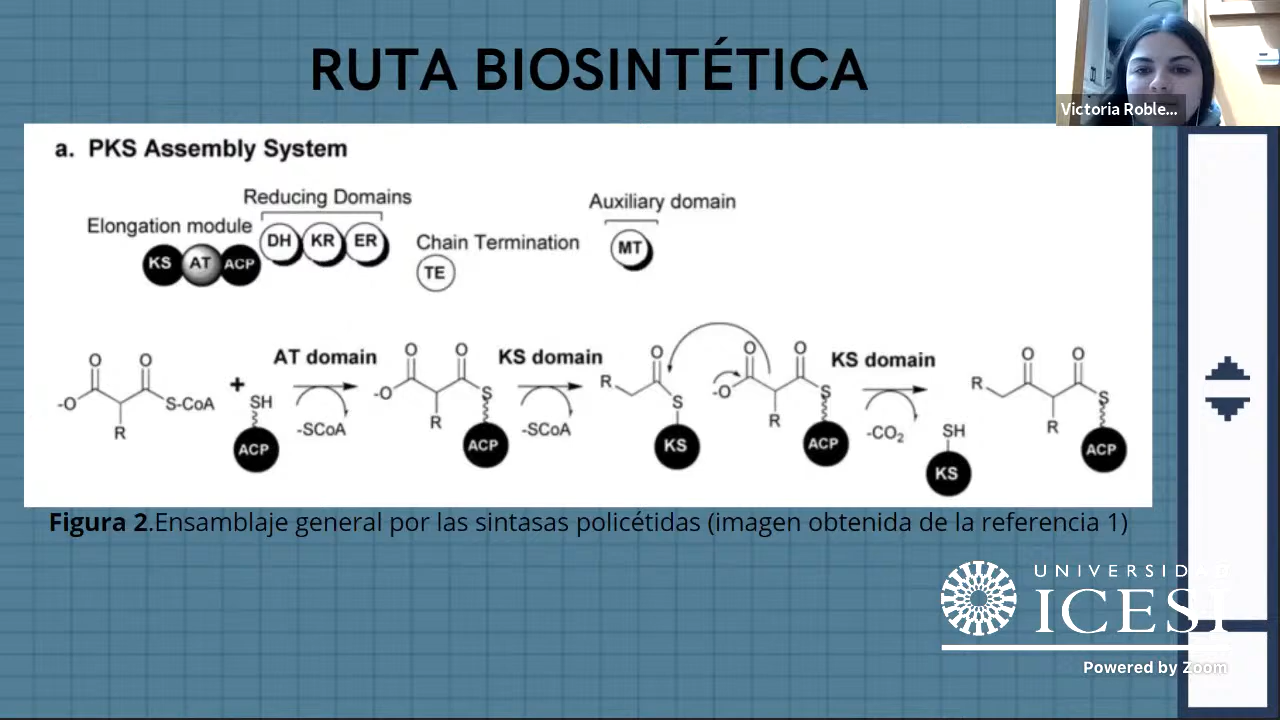 RUTA BIOSINTÉTICA
Victoria Roble...
a. PKS Assembly System
Reducing Domains
Auxiliary domain
Elongation module
DH KR ER
Chain Termination
MT
KS AT ACP
TE
O O
-O
S-CoA
R
+
SH
ACP
AT domain
-SCoA
O O
-O
S
R
ACP
KS domain
-SCoA
O
R
S
KS
O O
-O
S
R
ACP
KS domain
-CO2
SH
KS
O O
R
S
R
ACP
Figura 2.Ensamblaje general por las sintasas policétidas (imagen obtenida de la referencia 1)
UNIVERSIDAD
ICESI
Powered by Zoom